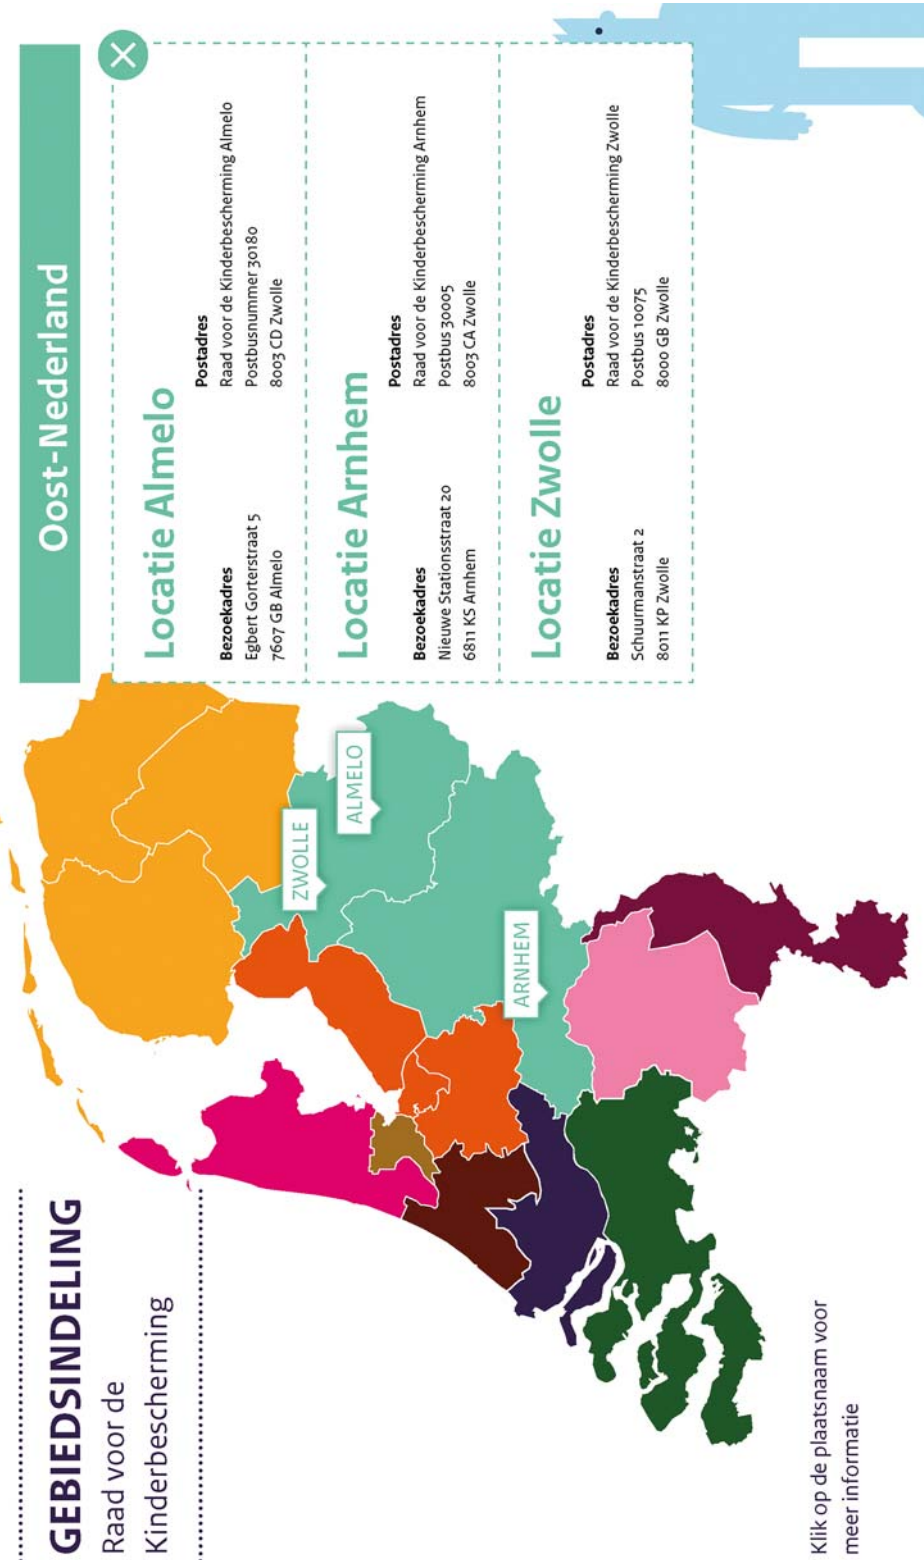 GEBIEDSINDELING
Raad voor de
Kinderbescherming
ZWOLLE
ALMELO
ARNHEM
Klik op de plaatsnaam voor
meer informatie
Oost-Nederland
Locatie Almelo
Bezoekadres
Egbert Gorterstraat 5
7607 GB Almelo
Postadres
Raad voor de Kinderbescherming Almelo
Postbusnummer 30180
8003 CD Zwolle
Locatie Arnhem
Bezoekadres
Nieuwe Stationsstraat 20
6811 KS Arnhem
Postadres
Raad voor de Kinderbescherming Arnhem
Postbus 30005
8003 CA Zwolle
Locatie Zwolle
Bezoekadres
Schuurmanstraat 2
8011 KP Zwolle
Postadres
Raad voor de Kinderbescherming Zwolle
Postbus 10075
8000 GB Zwolle